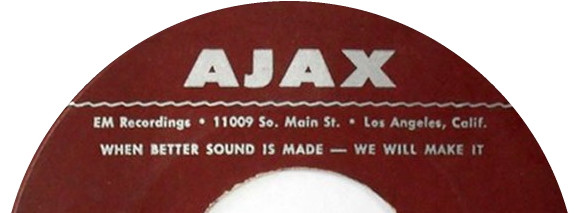 AJAX
EM Recordings • 11009 So. Main St. • Los Angeles, Calif.
WHEN BETTER SOUND IS MADE — WE WILL MAKE IT